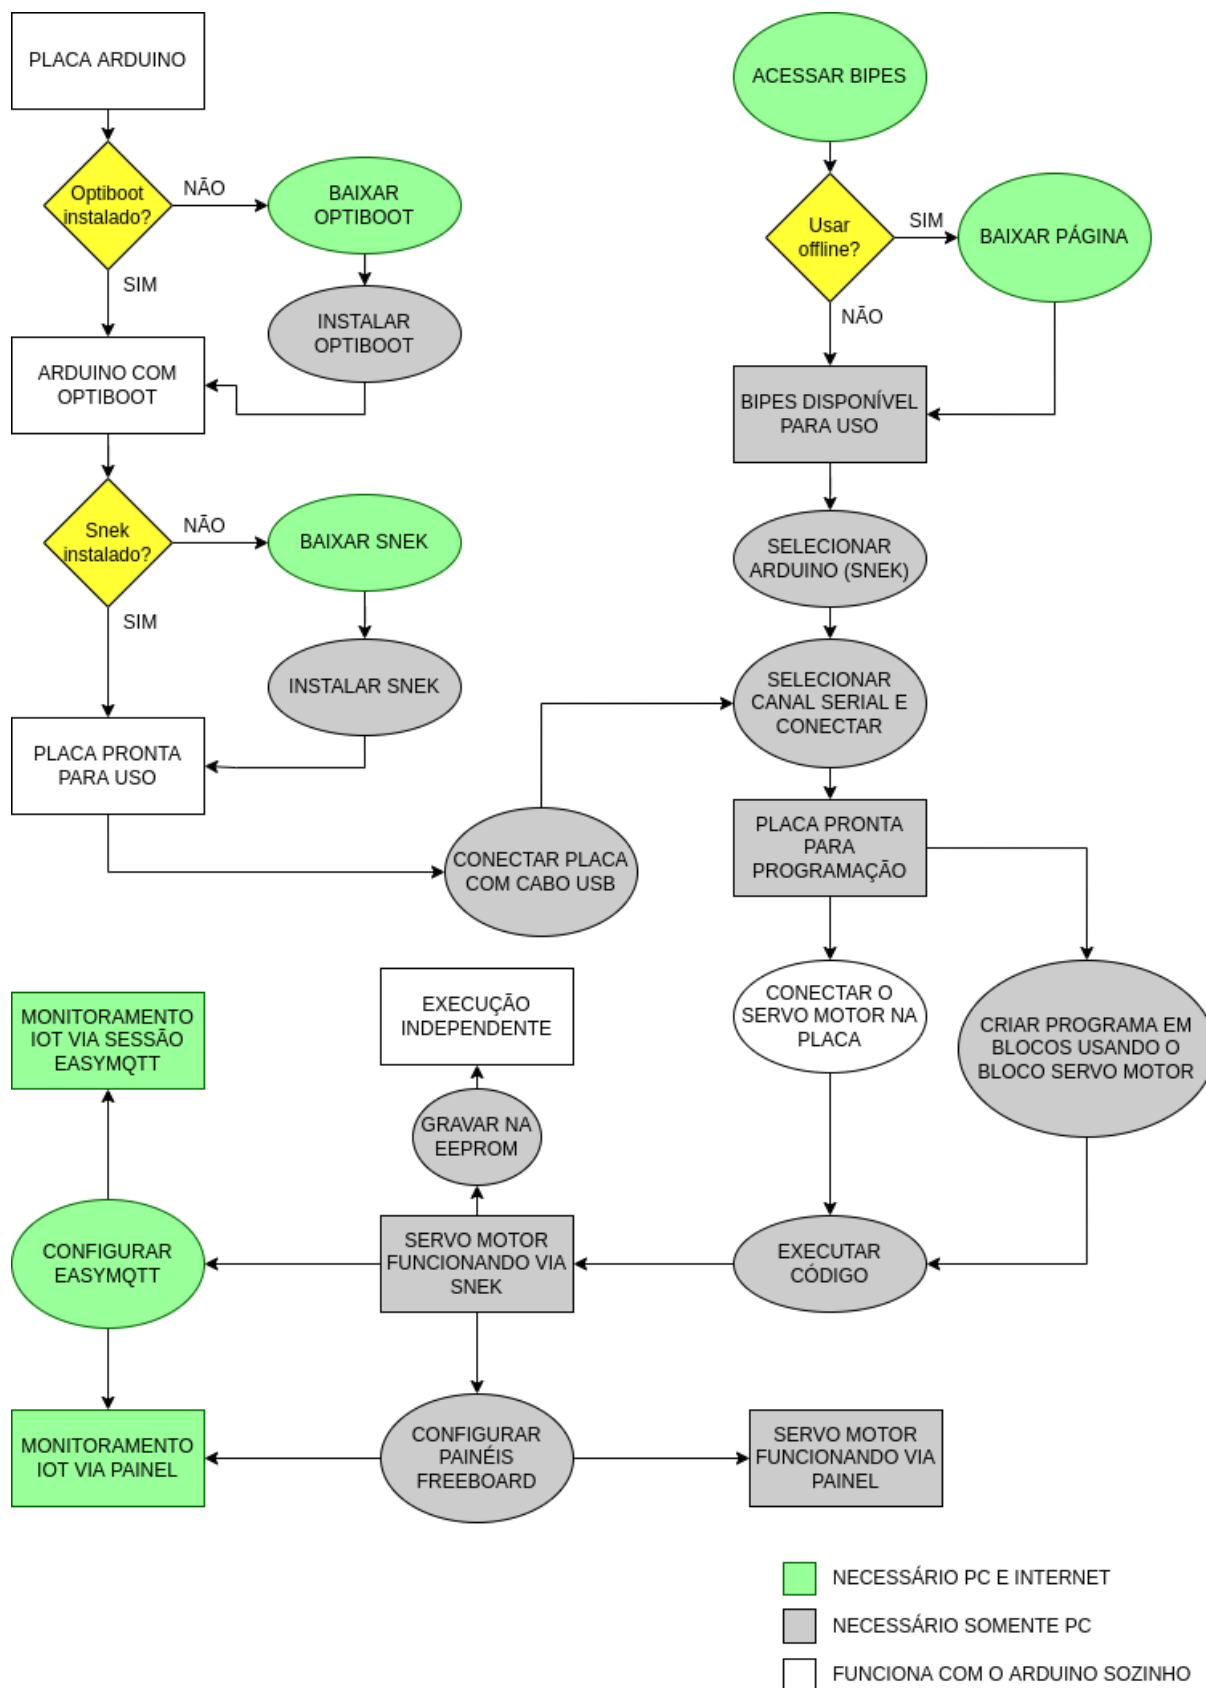 PLACA ARDUINO
Optiboot
instalado?
NÃO
BAIXAR
OPTIBOOT
SIM
INSTALAR
OPTIBOOT
ARDUINO COM
OPTIBOOT
Snek
instalado?
NÃO
BAIXAR SNEK
SIM
INSTALAR SNEK
PLACA PRONTA
PARA USO
CONECTAR PLACA
COM CABO USB
ACESSAR BIPES
Usar
offline?
SIM
BAIXAR PÁGINA
NÃO
BIPES DISPONÍVEL
PARA USO
SELECIONAR
ARDUINO (SNEK)
SELECIONAR
CANAL SERIAL E
CONECTAR
PLACA PRONTA
PARA
PROGRAMAÇÃO
CONECTAR O
SERVO MOTOR NA
PLACA
CRIAR PROGRAMA EM
BLOCOS USANDO O
BLOCO SERVO MOTOR
EXECUTAR
CÓDIGO
SERVO MOTOR
FUNCIONANDO VIA
SNEK
GRAVAR NA
EEPROM
EXECUÇÃO
INDEPENDENTE
MONITORAMENTO
IOT VIA SESSÃO
EASYMQTT
CONFIGURAR
EASYMQTT
MONITORAMENTO
IOT VIA PAINEL
CONFIGURAR
PAINÉIS
FREEBOARD
SERVO MOTOR
FUNCIONANDO VIA
PAINEL
NECESSÁRIO PC E INTERNET
NECESSÁRIO SOMENTE PC
FUNCIONA COM O ARDUINO SOZINHO